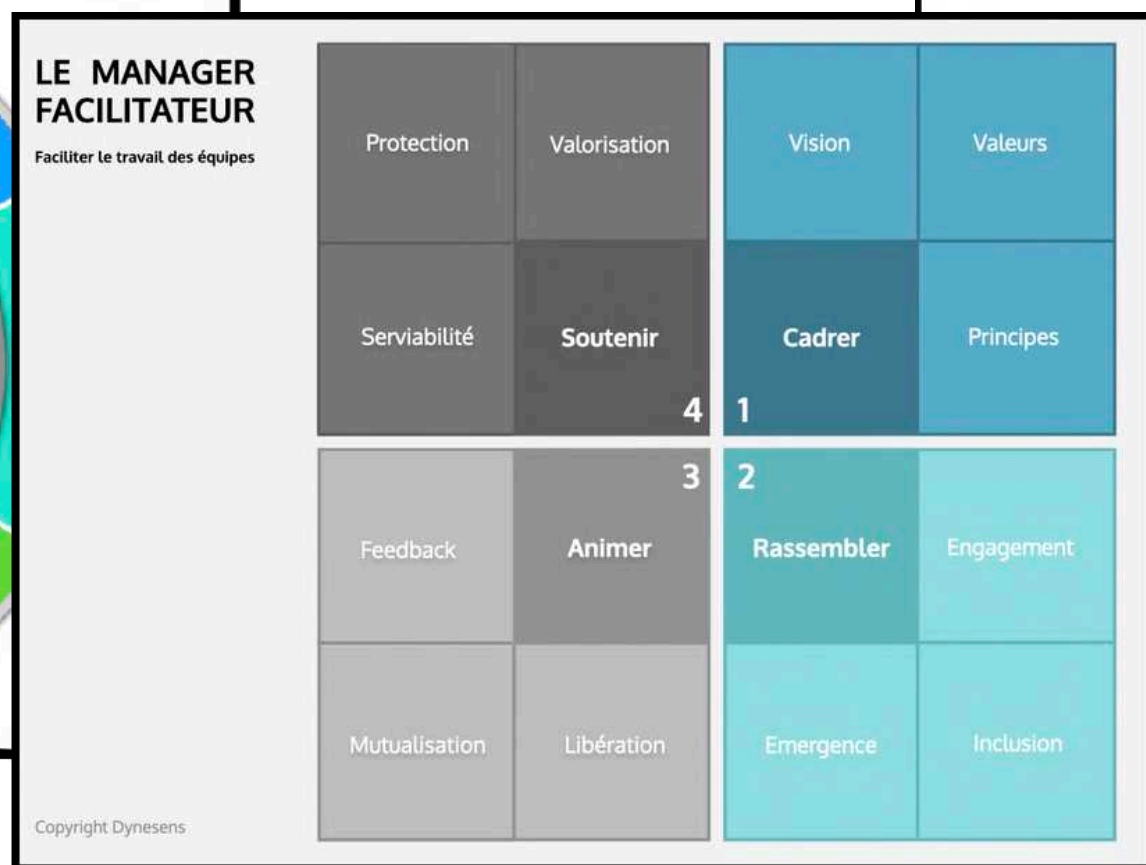 LE MANAGER
FACILITATEUR
Faciliter le travail des équipes
Protection
Valorisation
Serviabilité
Soutenir
4
Vision
Valeurs
Cadrer
Principes
1
3
Feedback
Animer
Mutualisation
Libération
2
Rassembler
Engagement
Emergence
Inclusion
Copyright Dynesens